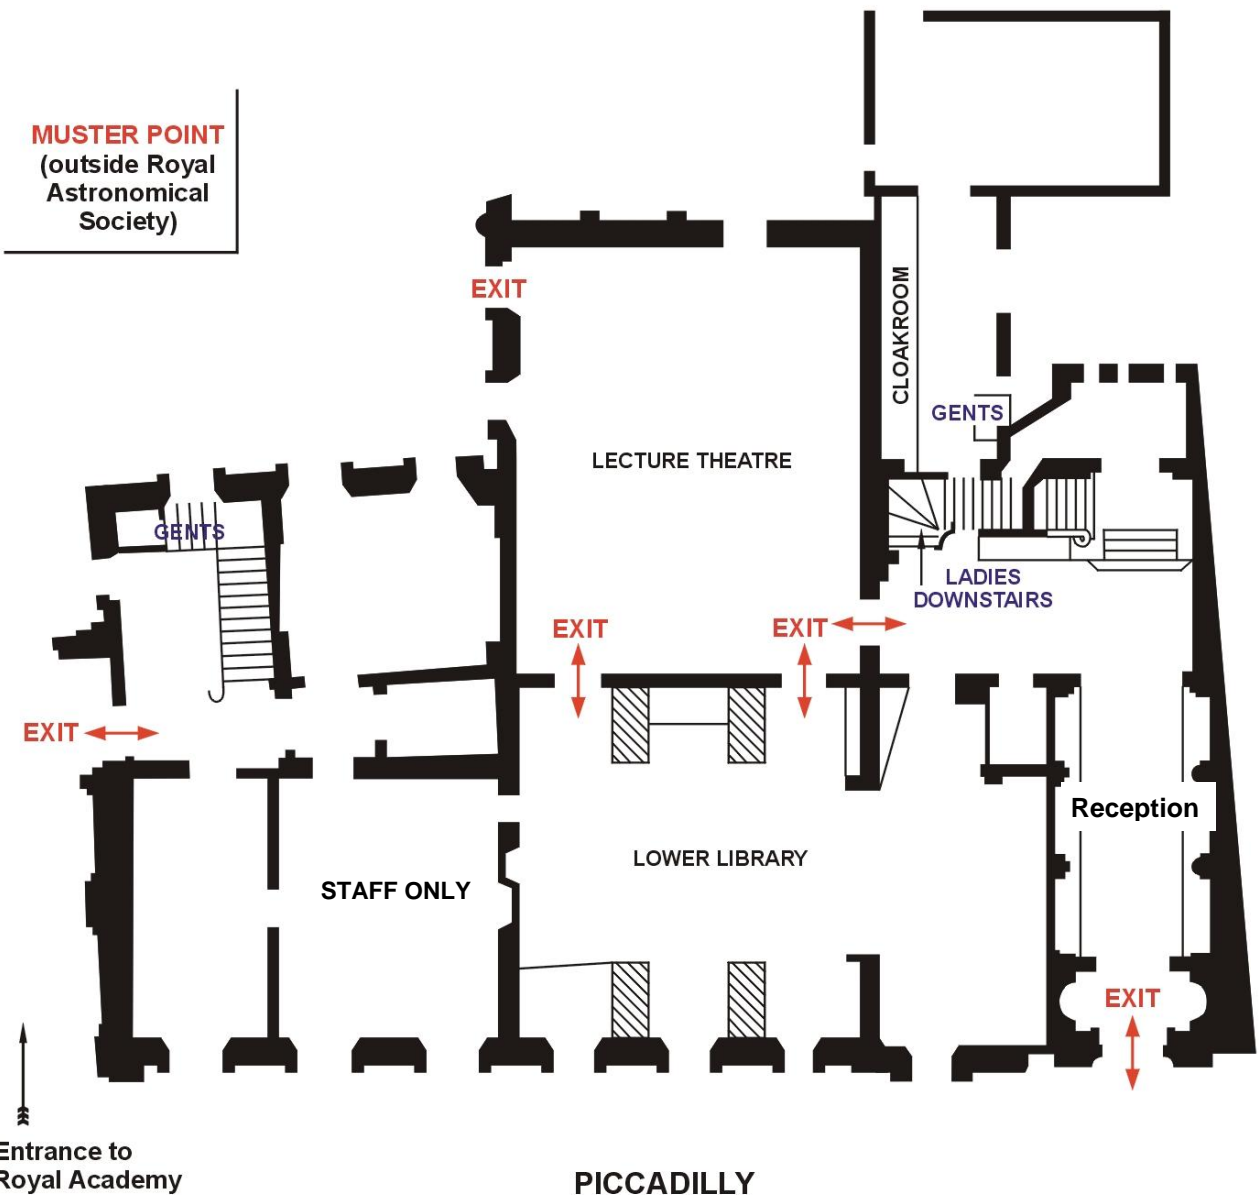 MUSTER POINT
(outside Royal
Astronomical
Society)
EXIT
CLOAKROOM
GENTS
LECTURE THEATRE
GENTS
LADIES
DOWNSTAIRS
EXIT
EXIT
EXIT
Reception
LOWER LIBRARY
STAFF ONLY
EXIT
Entrance to
Royal Academy
PICCADILLY